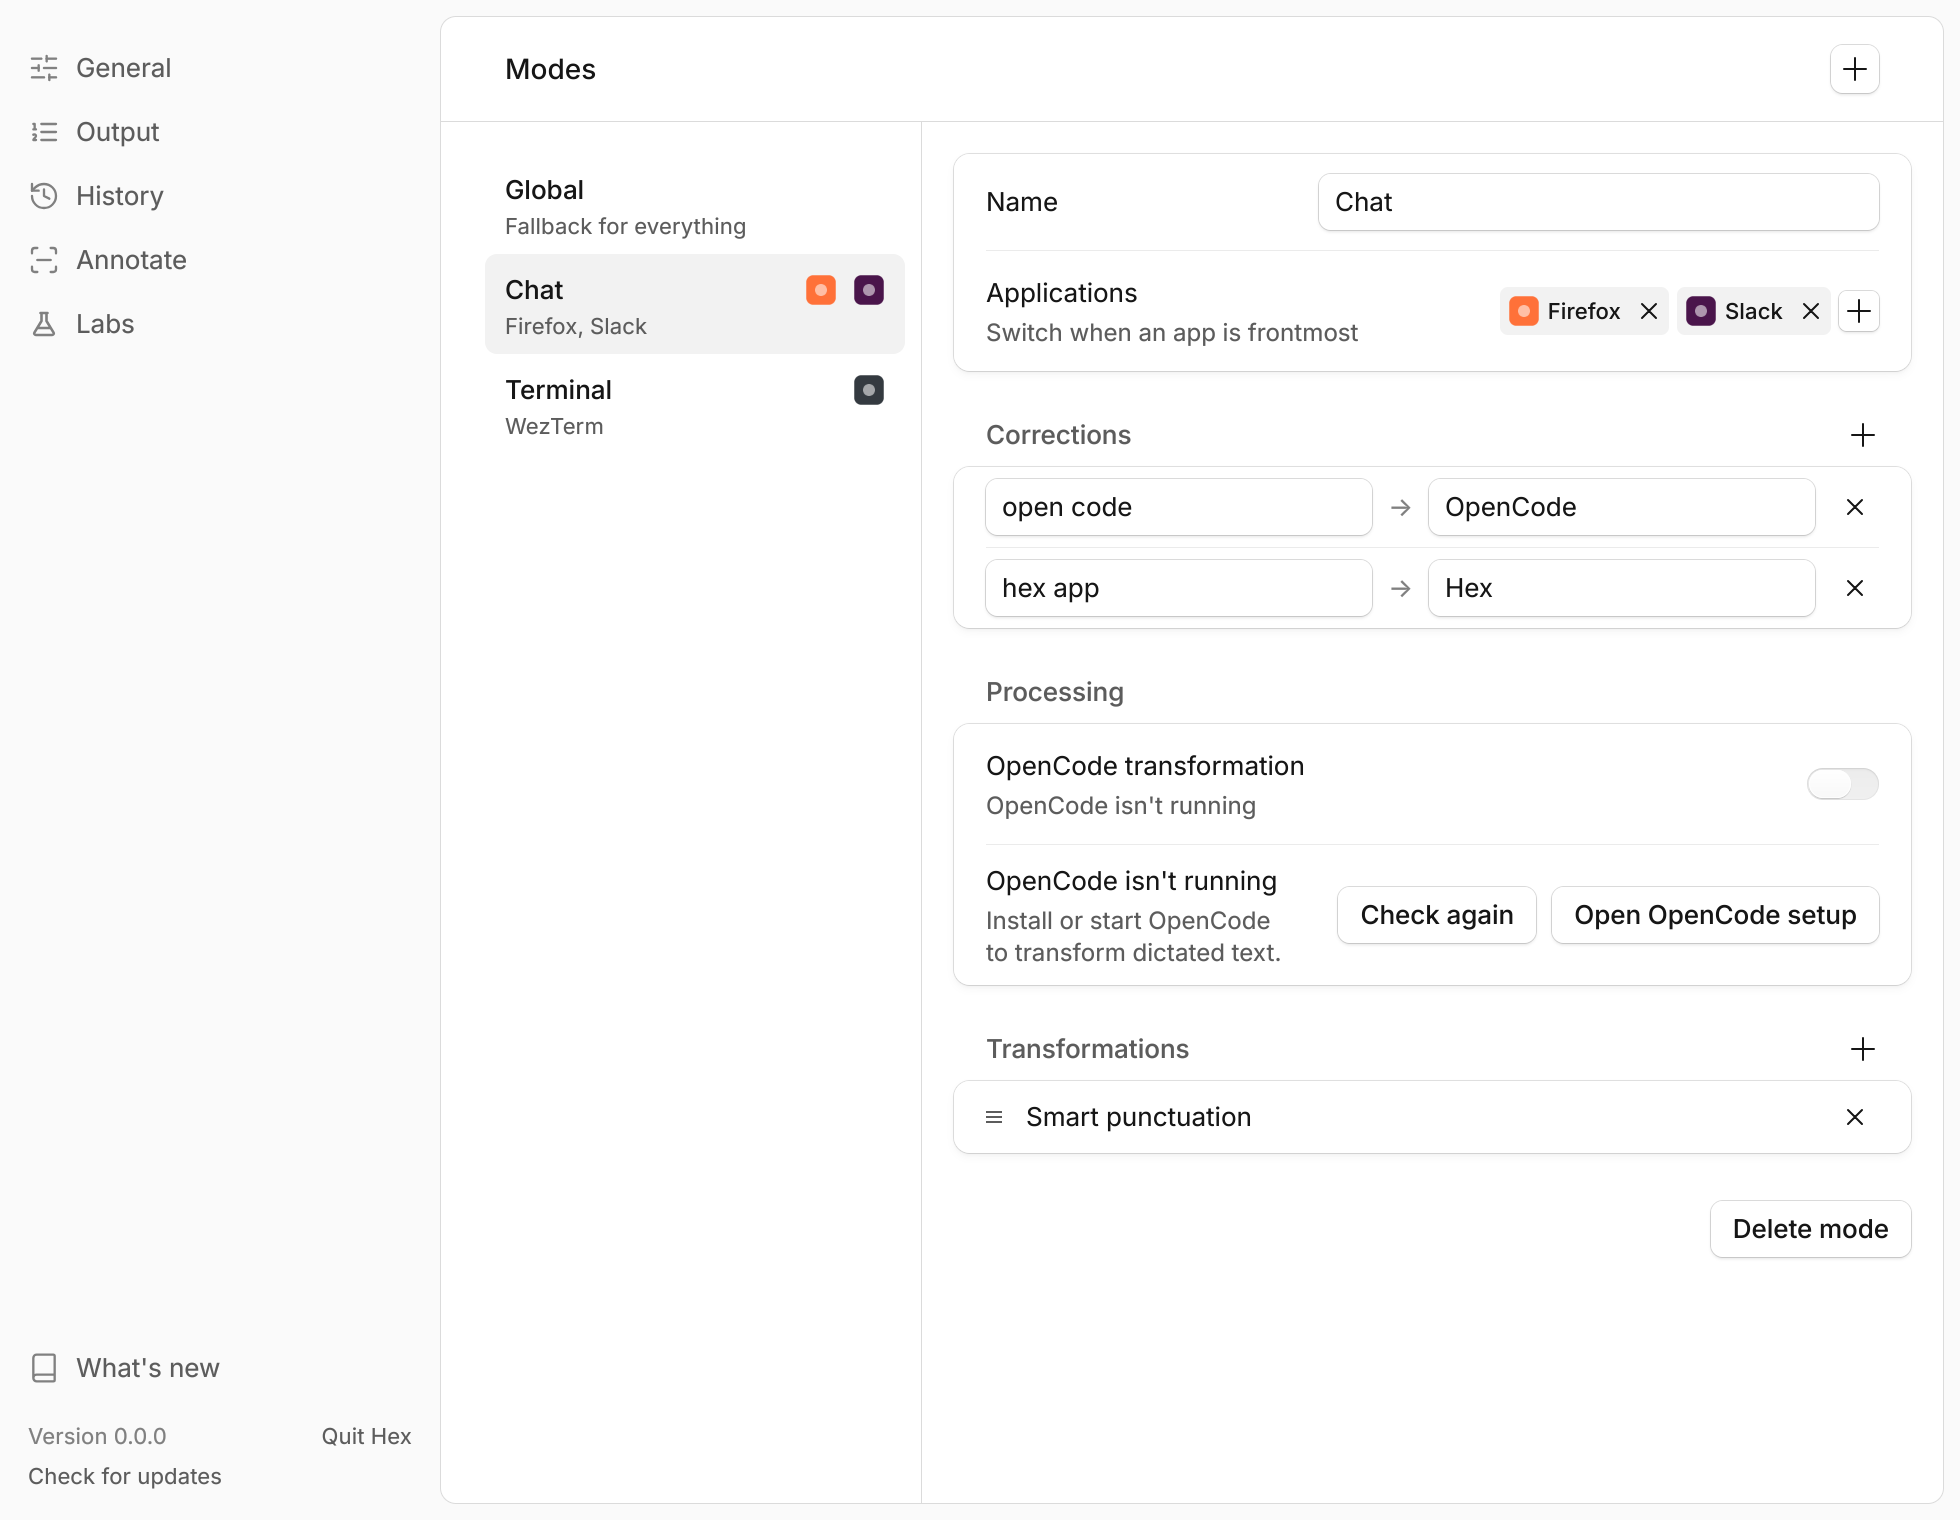 General
Output
History
Annotate
Labs
What's new
Version 0.0.0
Quit Hex
Check for updates
Modes
Global
Fallback for everything
Chat
Firefox, Slack
Terminal
WezTerm
Name
Chat
Applications
Switch when an app is frontmost
Firefox
Slack
Corrections
open code → OpenCode
hex app → Hex
Processing
OpenCode transformation
OpenCode isn't running
OpenCode isn't running
Install or start OpenCode
to transform dictated text.
Check again
Open OpenCode setup
Transformations
Smart punctuation
Delete mode